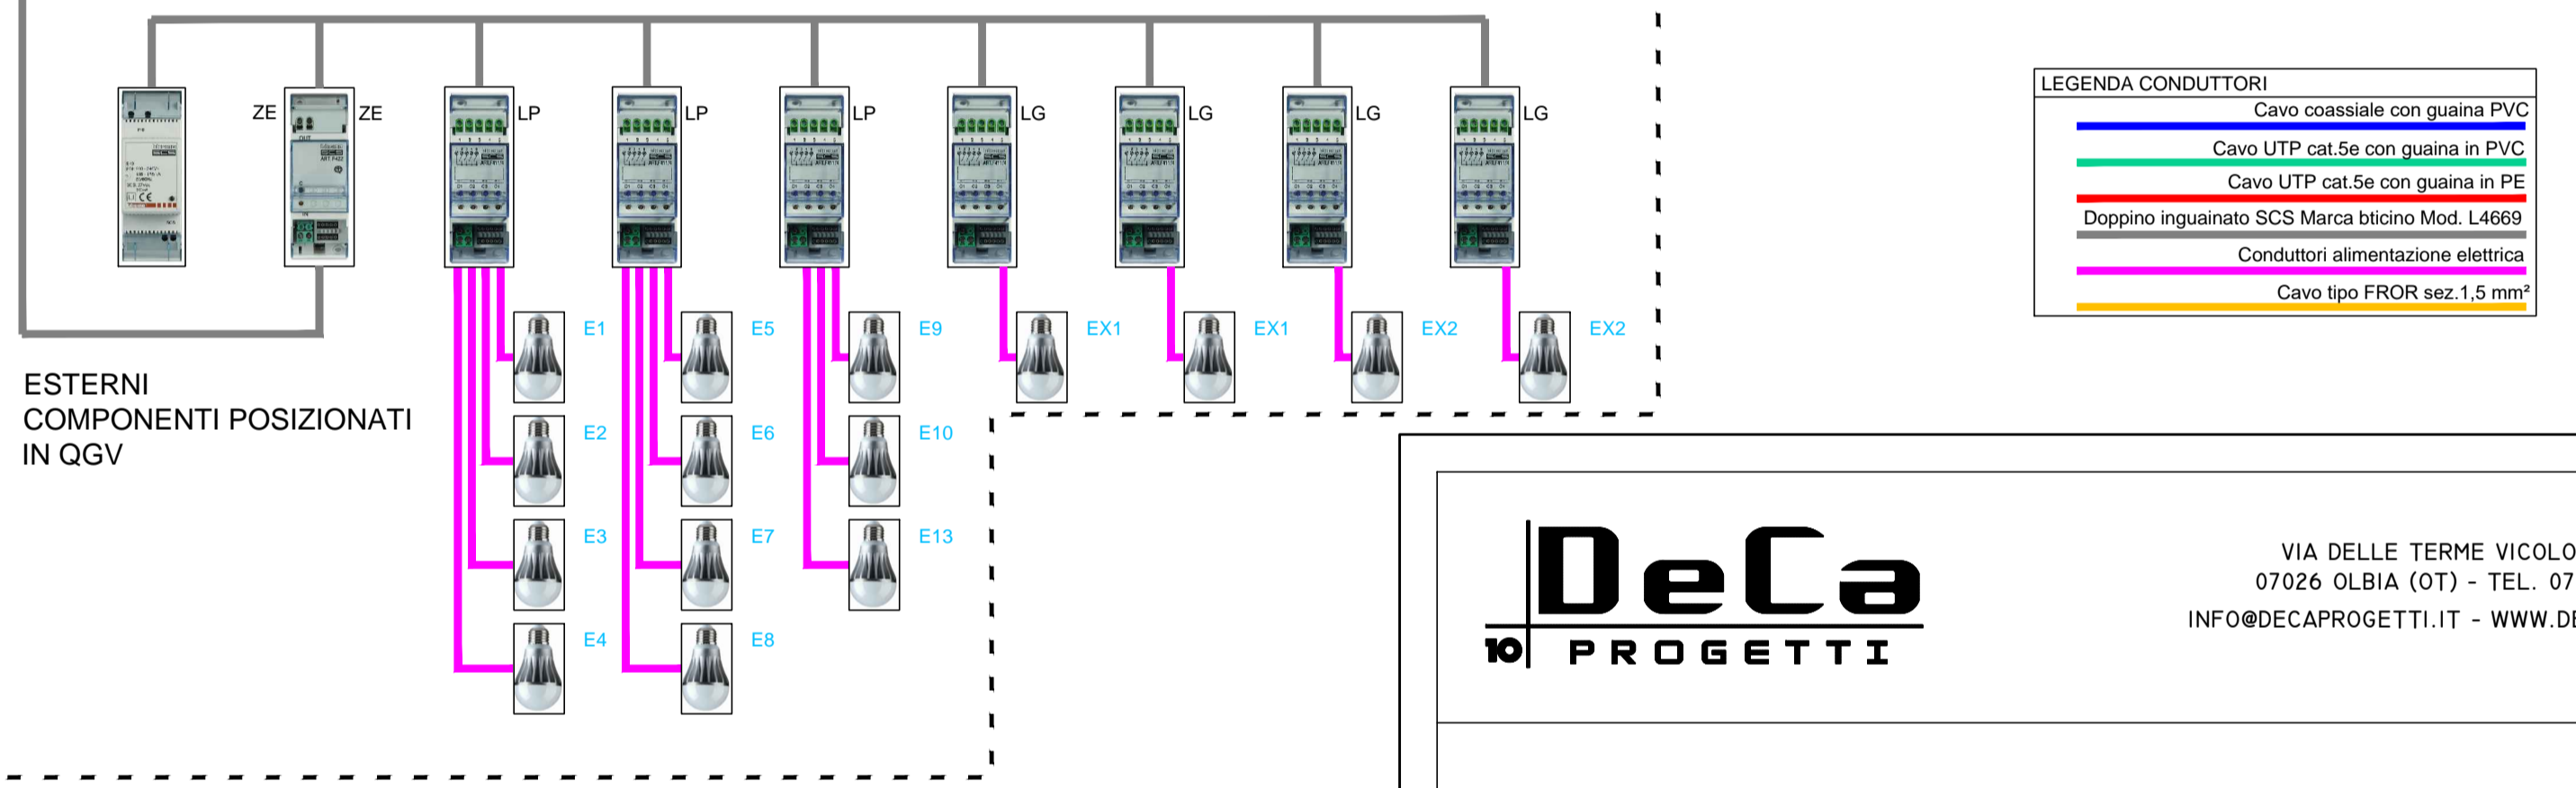 ZE
ZE
LP
LP
LP
LG
LG
LG
LG
LEGENDA CONDUTTORI
Cavo coassiale con guaina PVC
Cavo UTP cat.5e con guaina in PVC
Cavo UTP cat.5e con guaina in PE
Doppino inguainato SCS Marca bticino Mod. L4669
Conduttori alimentazione elettrica
Cavo tipo FROR sez.1,5 mm²
E1
E5
E9
EX1
EX1
EX2
EX2
ESTERNI
COMPONENTI POSIZIONATI
IN QGV
E2
E6
E10
E3
E7
E13
E4
E8
DeCa
10 PROGETTI
VIA DELLE TERME VICOLO
07026 OLBIA (OT) - TEL. 07
INFO@DECAPROGETTI.IT - WWW.DE